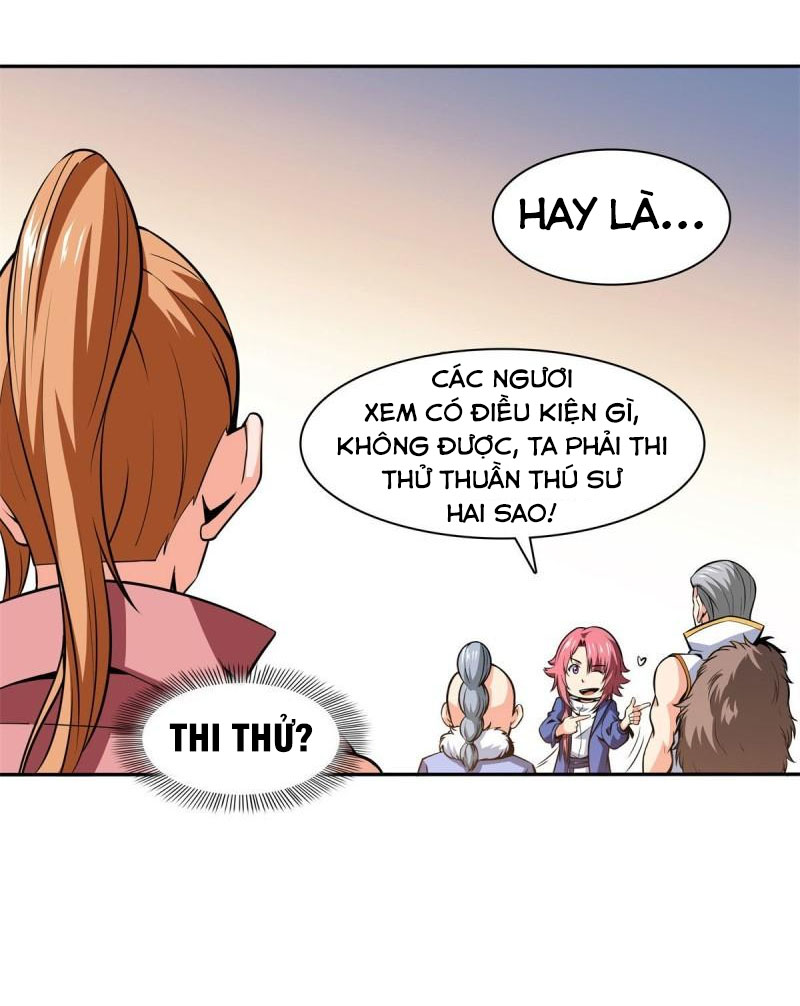 HAY LÀ...
CÁC NGƯƠI
XEM CÓ ĐIỀU KIỆN GÌ,
KHÔNG ĐƯỢC, TA PHẢI THI
THỬ THUẦN THÚ SƯ
HAI SAO!
THI THỬ?